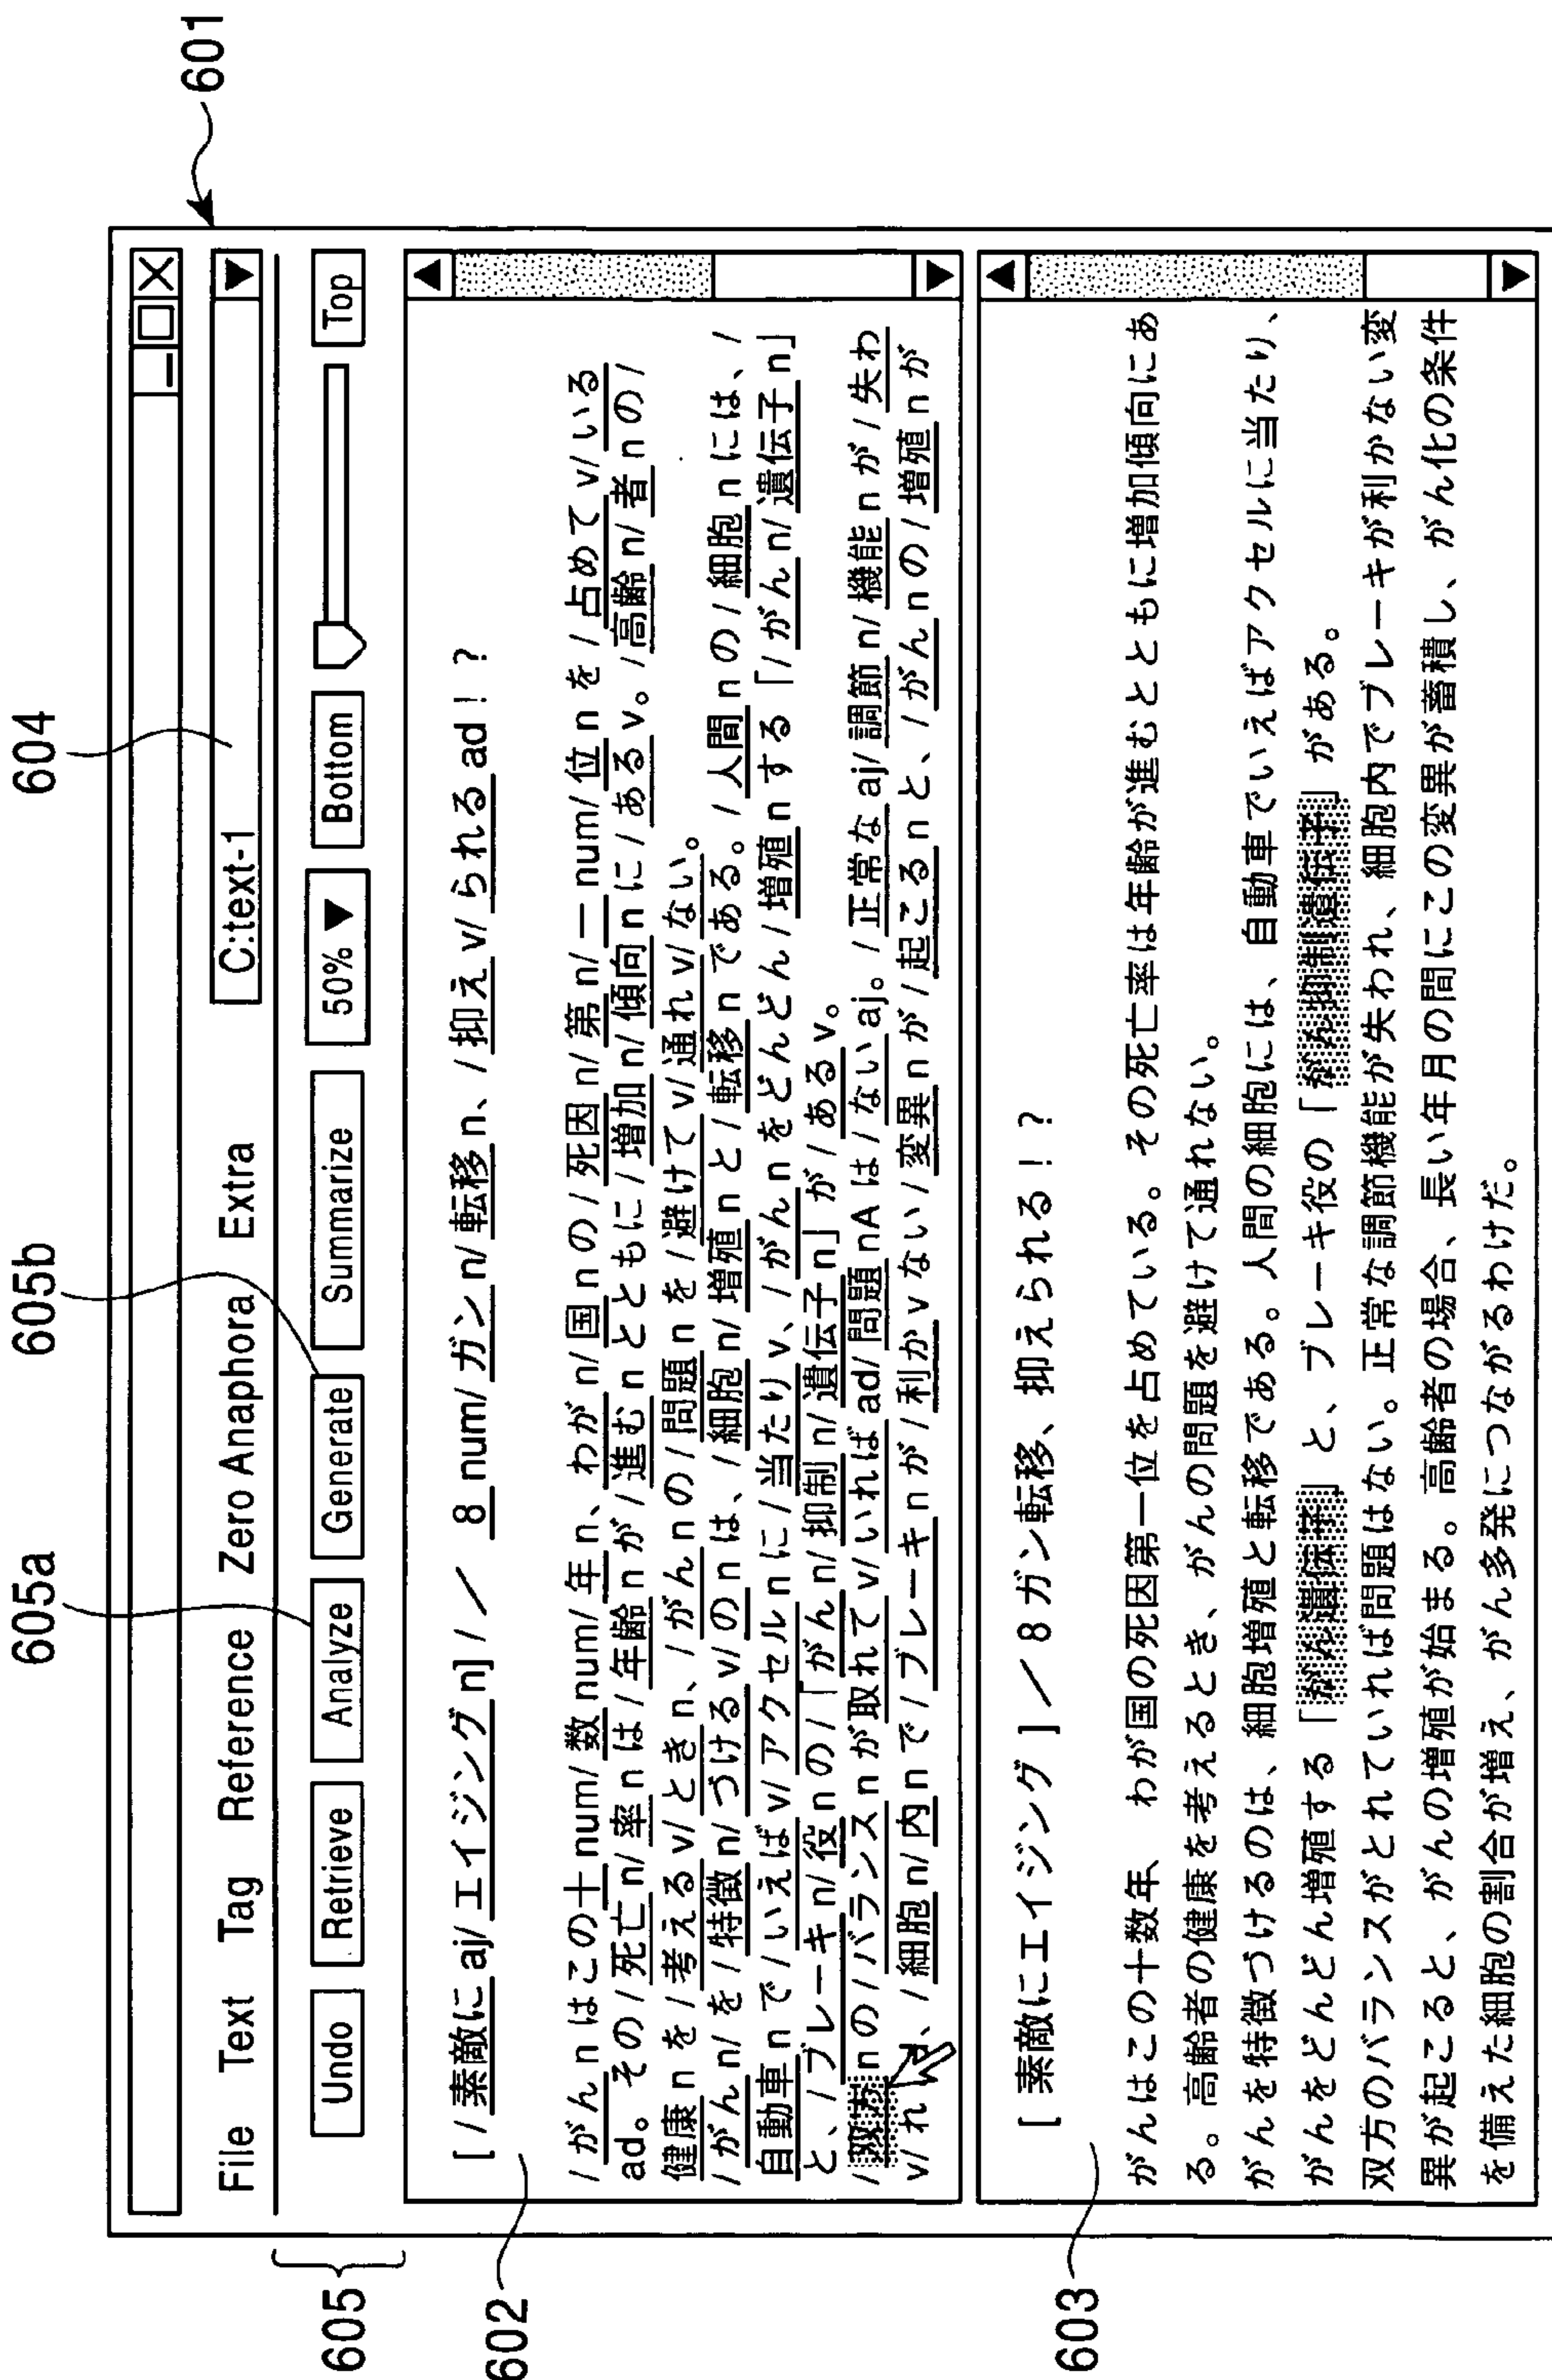 604
601
605b
605a
605
602
603
C:text-1
File Text Tag Reference Zero Anaphora Extra
Undo Retrieve Analyze Generate Summarize 50% ▼ Bottom Top
[ /素敵に aj/エイジング n] / ／ 8 num/ガン n/転移 n、/抑え v/られる ad！?
/がん n はこの十 num/数 num/年 n、わが n/国 n の /死因 n/第 n/一 num/位 n を /占めて v/いる
ad。その /死亡 n/率 n は /年齢 n が /進む n とともに /増加 n/傾向 n に /ある v。/高齢 n/者 n の /
健康 n を /考える v/とき n、/がん n の /問題 n を /避けて v/通れ v/ない。
/がん n/ を /特徴 n/づける v/の n は、/細胞 n/増殖 n と /転移 n である。/人間 n の /細胞 n には、/
自動車 n で /いえば v/アクセル n に /当たり v、/がん n をどんどん /増殖 n する「/がん n/遺伝子 n」
と、/ブレーキ n/役 n の /「がん n/抑制 n/遺伝子 n」が /ある v。
/双方 n の /バランス n が取れて v/いれば ad/問題 nA は /ない aj。/正常な aj/調節 n/機能 n が /失わ
v/れ 、/細胞 n/内 n で /ブレーキ n が /利か v ない /変異 n が /起こる n と、/がん n の /増殖 n が
[ 素敵にエイジング ] ／ 8 ガン転移、抑えられる！?
がんはこの十数年、わが国の死因第一位を占めている。その死亡率は年齢が進むとともに増加傾向にあ
る。高齢者の健康を考えるとき、がんの問題を避けて通れない。
がんを特徴づけるのは、細胞増殖と転移である。人間の細胞には、自動車でいえばアクセルに当たり、
がんをどんどん増殖する「がん遺伝子」と、ブレーキ役の「がん抑制遺伝子」がある。
双方のバランスがとれていれば問題はない。正常な調節機能が失われ、細胞内でブレーキが利かない変
異が起こると、がんの増殖が始まる。高齢者の場合、長い年月の間にこの変異が蓄積し、がん化の条件
を備えた細胞の割合が増え、がん多発につながるわけだ。